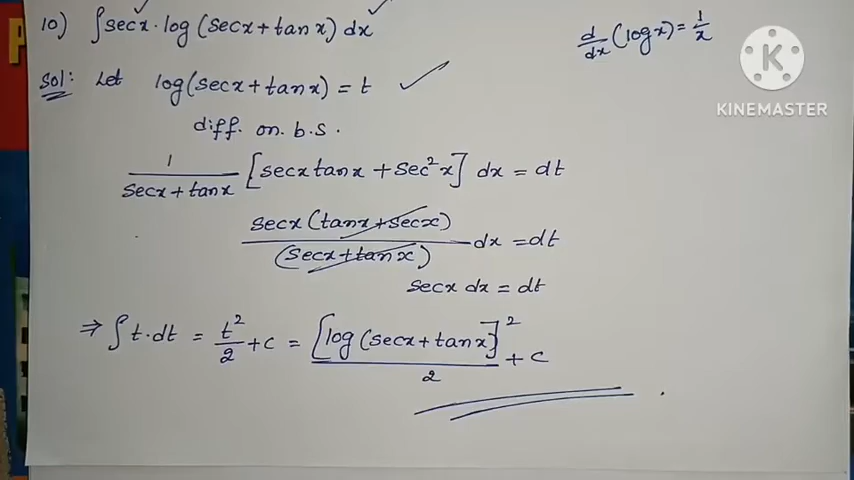 10) ∫ secx · log (secx + tan x) dx
d/dx (log x) = 1/x
K
KINEMASTER
Sol: Let log (secx + tan x) = t
diff. on. b.s.
1/(secx + tanx) [secx tanx + sec²x] dx = dt
secx (tanx + secx)/(secx + tanx) dx = dt
secx dx = dt
⇒ ∫ t · dt = t²/2 + c = [log (secx + tan x)]²/2 + c